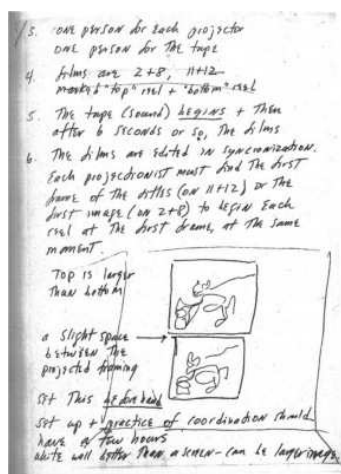 3. one person for each projector
one person for the tape
4. films are 2+8, 11+12
marked "top" reel + "bottom" reel
5. The tape (sound) begins + then
after 6 seconds or so, the films
6. The films are edited in syncronization.
Each projectionist must find the first
frame of the titles (on 11+12) or the
first image (on 2+8) to begin each
reel at the first frame, at the same
moment.
Top is larger
than bottom
a slight space
between the
projected framing
set This
set up + practice of coordination should
have a few hours
white wall better than a screen - can be larger image